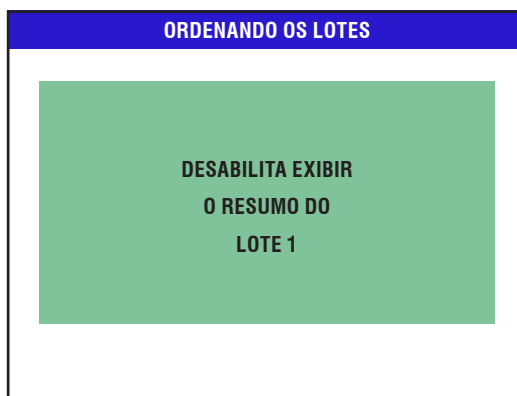 ORDENANDO OS LOTES
DESABILITA EXIBIR
O RESUMO DO
LOTE 1